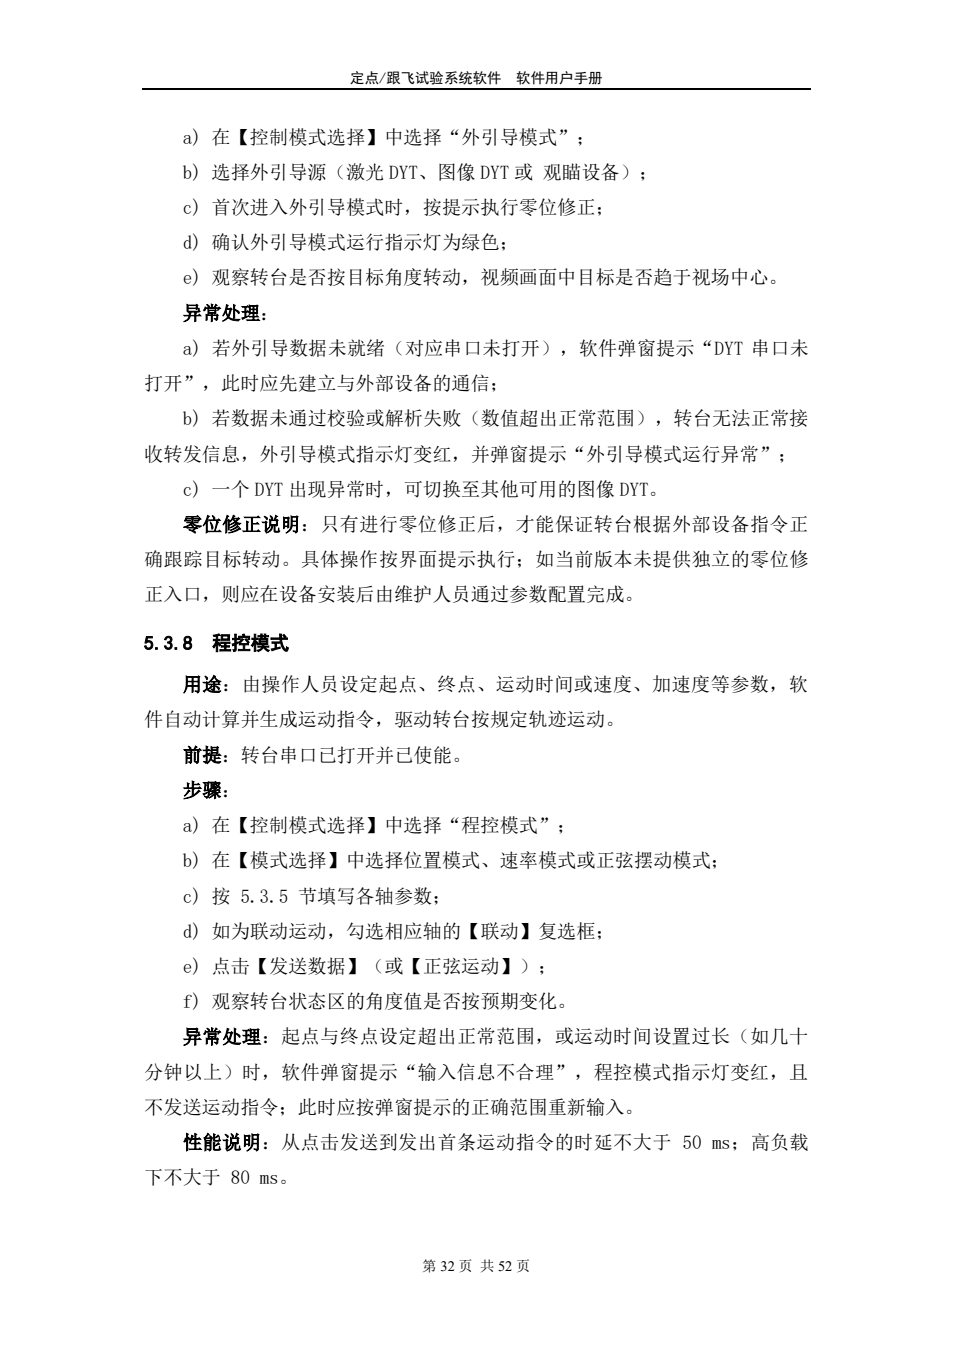 定点/跟飞试验系统软件　软件用户手册
a) 在【控制模式选择】中选择“外引导模式”；
b) 选择外引导源（激光 DYT、图像 DYT 或 观瞄设备）；
c) 首次进入外引导模式时，按提示执行零位修正；
d) 确认外引导模式运行指示灯为绿色；
e) 观察转台是否按目标角度转动，视频画面中目标是否趋于视场中心。
异常处理：
a) 若外引导数据未就绪（对应串口未打开），软件弹窗提示“DYT 串口未
打开”，此时应先建立与外部设备的通信；
b) 若数据未通过校验或解析失败（数值超出正常范围），转台无法正常接
收转发信息，外引导模式指示灯变红，并弹窗提示“外引导模式运行异常”；
c) 一个 DYT 出现异常时，可切换至其他可用的图像 DYT。
零位修正说明：只有进行零位修正后，才能保证转台根据外部设备指令正
确跟踪目标转动。具体操作按界面提示执行；如当前版本未提供独立的零位修
正入口，则应在设备安装后由维护人员通过参数配置完成。
5.3.8 程控模式
用途：由操作人员设定起点、终点、运动时间或速度、加速度等参数，软
件自动计算并生成运动指令，驱动转台按规定轨迹运动。
前提：转台串口已打开并已使能。
步骤：
a) 在【控制模式选择】中选择“程控模式”；
b) 在【模式选择】中选择位置模式、速率模式或正弦摆动模式；
c) 按 5.3.5 节填写各轴参数；
d) 如为联动运动，勾选相应轴的【联动】复选框；
e) 点击【发送数据】（或【正弦运动】）；
f) 观察转台状态区的角度值是否按预期变化。
异常处理：起点与终点设定超出正常范围，或运动时间设置过长（如几十
分钟以上）时，软件弹窗提示“输入信息不合理”，程控模式指示灯变红，且
不发送运动指令；此时应按弹窗提示的正确范围重新输入。
性能说明：从点击发送到发出首条运动指令的时延不大于 50 ms；高负载
下不大于 80 ms。
第 32 页 共 52 页